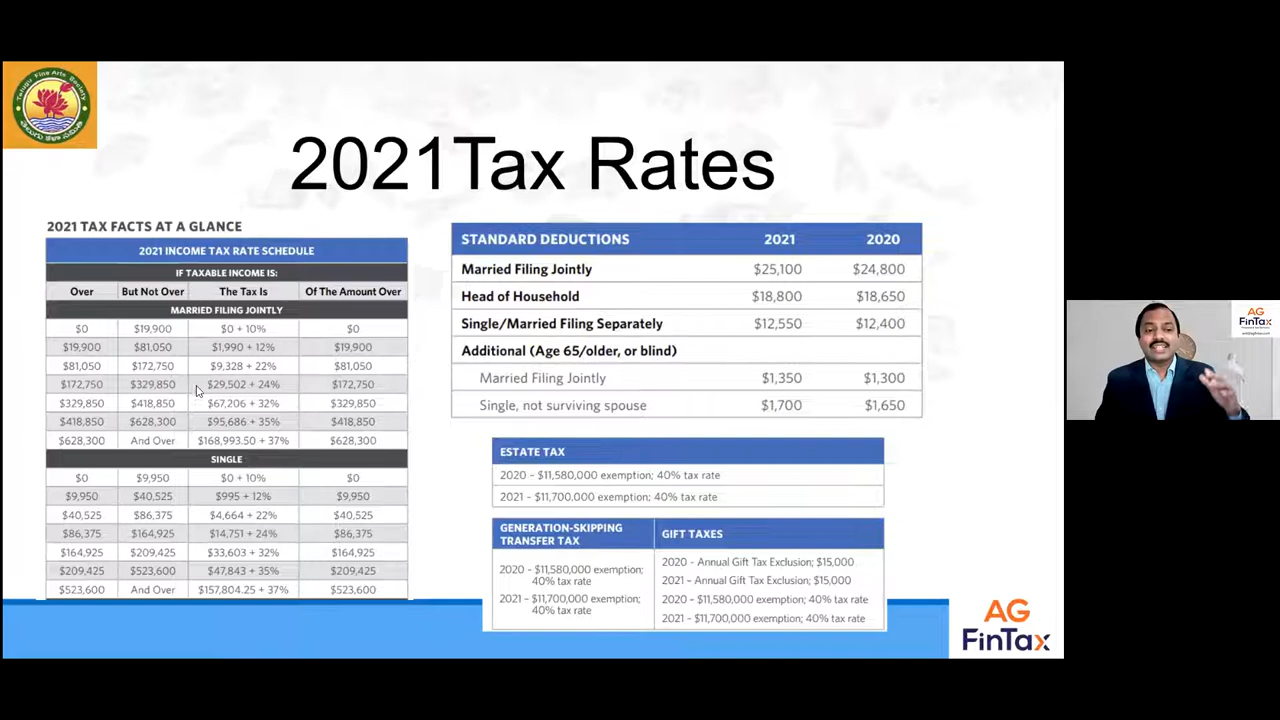 Telugu Fine Arts Society
తెలుగు కళా సమితి
2021Tax Rates
2021 TAX FACTS AT A GLANCE
2021 INCOME TAX RATE SCHEDULE
IF TAXABLE INCOME IS:
Over But Not Over The Tax Is Of The Amount Over
MARRIED FILING JOINTLY
$0 $19,900 $0 + 10% $0
$19,900 $81,050 $1,990 + 12% $19,900
$81,050 $172,750 $9,328 + 22% $81,050
$172,750 $329,850 $29,502 + 24% $172,750
$329,850 $418,850 $67,206 + 32% $329,850
$418,850 $628,300 $95,686 + 35% $418,850
$628,300 And Over $168,993.50 + 37% $628,300
SINGLE
$0 $9,950 $0 + 10% $0
$9,950 $40,525 $995 + 12% $9,950
$40,525 $86,375 $4,664 + 22% $40,525
$86,375 $164,925 $14,751 + 24% $86,375
$164,925 $209,425 $33,603 + 32% $164,925
$209,425 $523,600 $47,843 + 35% $209,425
$523,600 And Over $157,804.25 + 37% $523,600
STANDARD DEDUCTIONS 2021 2020
Married Filing Jointly $25,100 $24,800
Head of Household $18,800 $18,650
Single/Married Filing Separately $12,550 $12,400
Additional (Age 65/older, or blind)
Married Filing Jointly $1,350 $1,300
Single, not surviving spouse $1,700 $1,650
ESTATE TAX
2020 – $11,580,000 exemption; 40% tax rate
2021 – $11,700,000 exemption; 40% tax rate
GENERATION-SKIPPING
TRANSFER TAX
2020 – $11,580,000 exemption;
40% tax rate
2021 – $11,700,000 exemption;
40% tax rate
GIFT TAXES
2020 – Annual Gift Tax Exclusion; $15,000
2021 – Annual Gift Tax Exclusion; $15,000
2020 – $11,580,000 exemption; 40% tax rate
2021 – $11,700,000 exemption; 40% tax rate
AG
FinTax
AG
FinTax